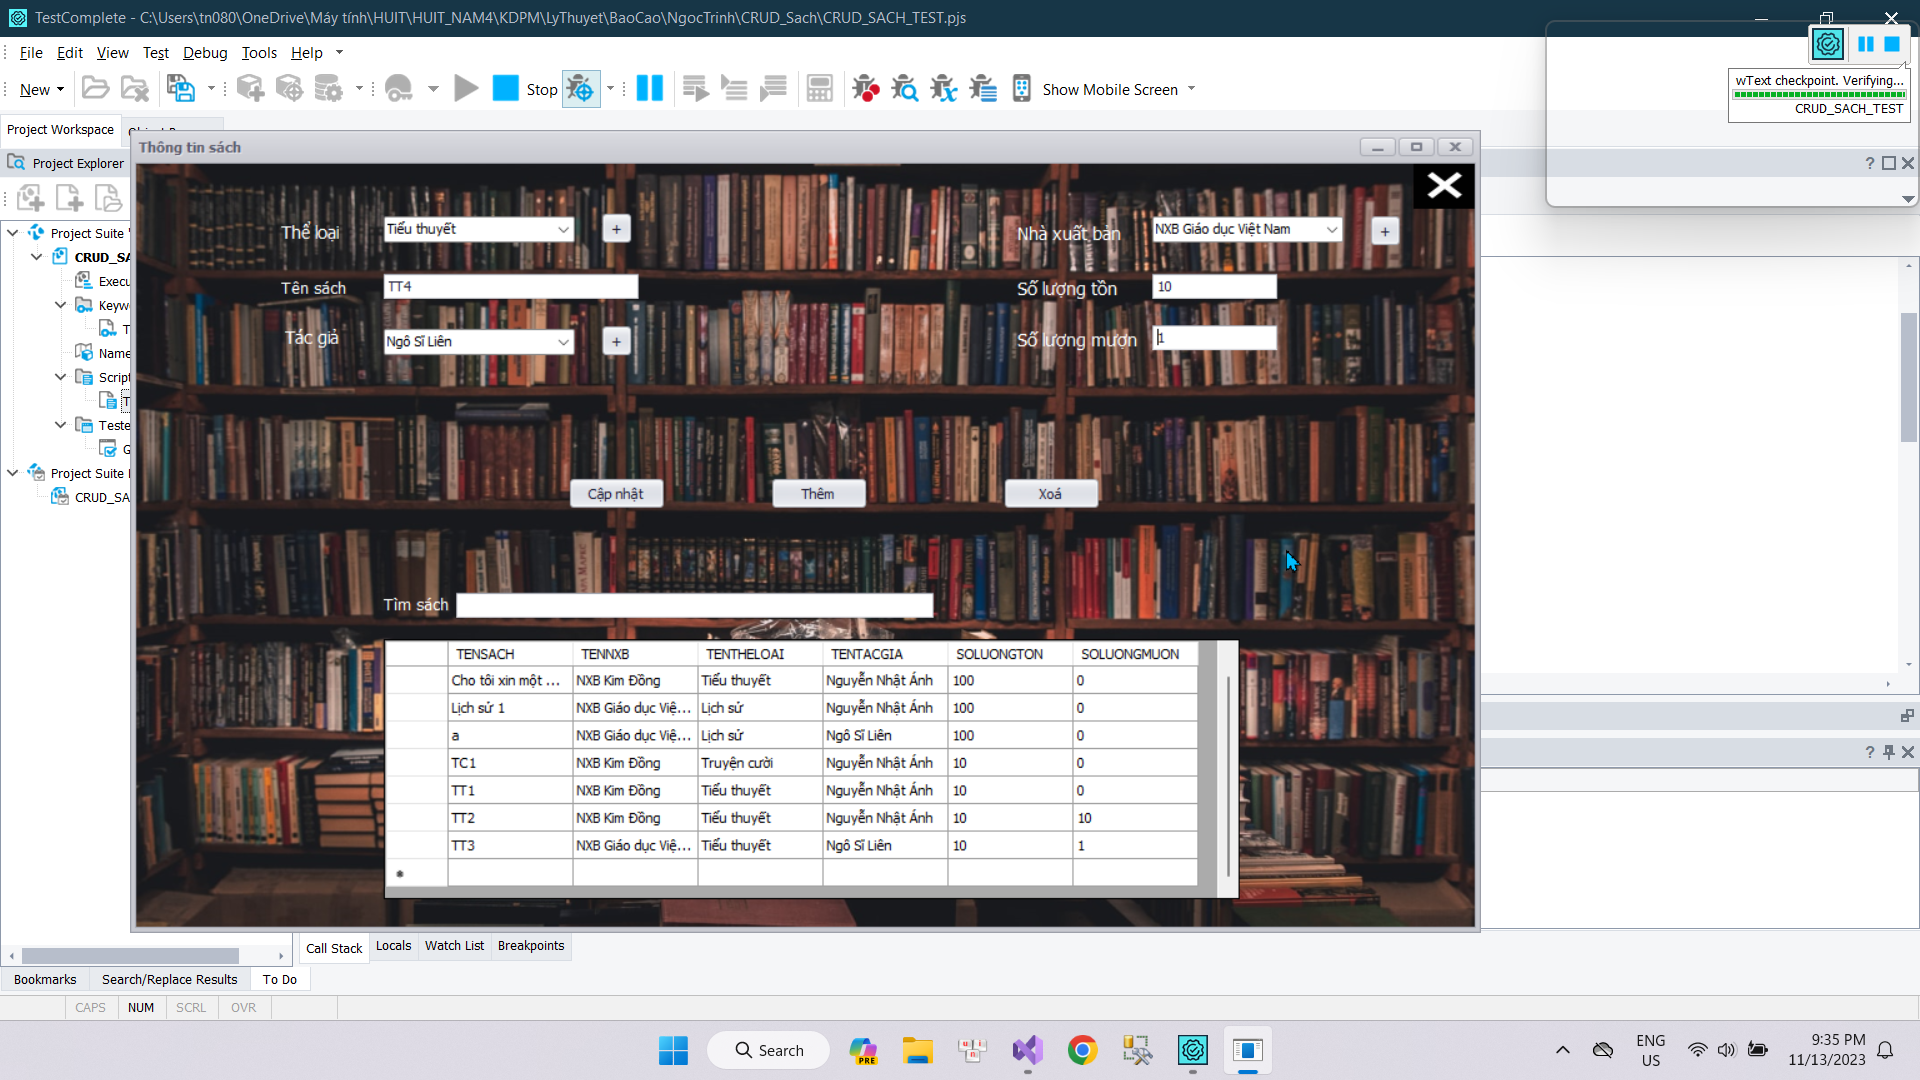 TestComplete - C:\Users\tn080\OneDrive\Máy tính\HUIT\HUIT_NAM4\KDPM\LyThuyet\BaoCao\NgocTrinh\CRUD_Sach\CRUD_SACH_TEST.pjs
File Edit View Test Debug Tools Help
New Stop Show Mobile Screen
wText checkpoint. Verifying...
CRUD_SACH_TEST
Project Workspace
Project Explorer
Project Suite '
CRUD_SA
Execu
Keyw
T
Name
Script
T
Teste
G
Project Suite
CRUD_SA
Thông tin sách
Thể loại Tiểu thuyết + Nhà xuất bản NXB Giáo dục Việt Nam +
Tên sách TT4 Số lượng tồn 10
Tác giả Ngô Sĩ Liên + Số lượng mượn 1
Cập nhật Thêm Xoá
Tìm sách
TENSACH TENNXB TENTHELOAI TENTACGIA SOLUONGTON SOLUONGMUON
Cho tôi xin một ... NXB Kim Đồng Tiểu thuyết Nguyễn Nhật Ánh 100 0
Lịch sử 1 NXB Giáo dục Việ... Lịch sử Nguyễn Nhật Ánh 100 0
a NXB Giáo dục Việ... Lịch sử Ngô Sĩ Liên 100 0
TC1 NXB Kim Đồng Truyện cười Nguyễn Nhật Ánh 10 0
TT1 NXB Kim Đồng Tiểu thuyết Nguyễn Nhật Ánh 10 0
TT2 NXB Kim Đồng Tiểu thuyết Nguyễn Nhật Ánh 10 10
TT3 NXB Giáo dục Việ... Tiểu thuyết Ngô Sĩ Liên 10 1
Call Stack Locals Watch List Breakpoints
Bookmarks Search/Replace Results To Do
CAPS NUM SCRL OVR
Search
PRE
ENG
US
9:35 PM
11/13/2023